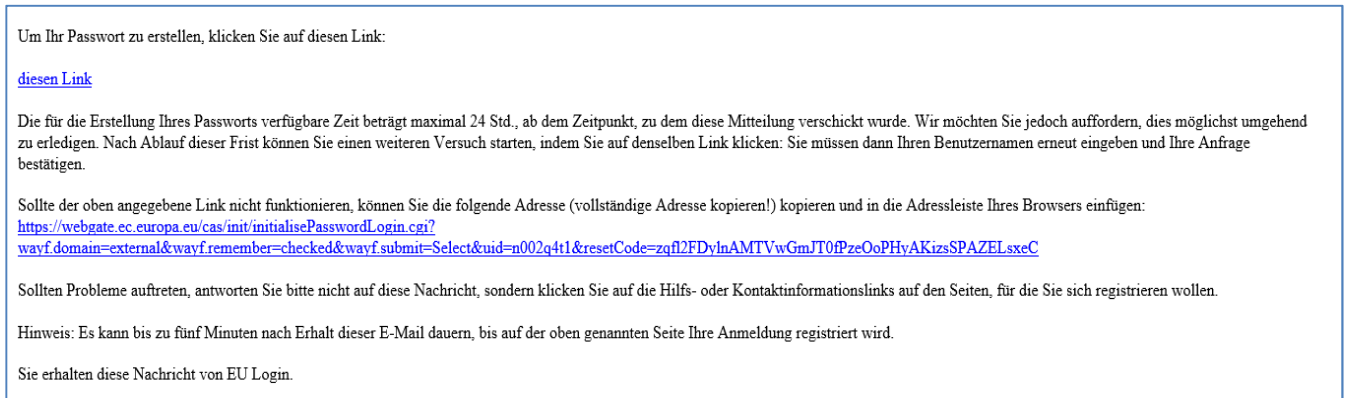 Um Ihr Passwort zu erstellen, klicken Sie auf diesen Link:
diesen Link
Die für die Erstellung Ihres Passworts verfügbare Zeit beträgt maximal 24 Std., ab dem Zeitpunkt, zu dem diese Mitteilung verschickt wurde. Wir möchten Sie jedoch auffordern, dies möglichst umgehend
zu erledigen. Nach Ablauf dieser Frist können Sie einen weiteren Versuch starten, indem Sie auf denselben Link klicken: Sie müssen dann Ihren Benutzernamen erneut eingeben und Ihre Anfrage
bestätigen.
Sollte der oben angegebene Link nicht funktionieren, können Sie die folgende Adresse (vollständige Adresse kopieren!) kopieren und in die Adressleiste Ihres Browsers einfügen:
https://webgate.ec.europa.eu/cas/init/initialisePasswordLogin.cgi?
wayf.domain=external&wayf.remember=checked&wayf.submit=Select&uid=n002q4t1&resetCode=zqfl2FDylnAMTVwGmJT0fPzeOoPHyAKizsSPAZELsxeC
Sollten Probleme auftreten, antworten Sie bitte nicht auf diese Nachricht, sondern klicken Sie auf die Hilfs- oder Kontaktinformationslinks auf den Seiten, für die Sie sich registrieren wollen.
Hinweis: Es kann bis zu fünf Minuten nach Erhalt dieser E-Mail dauern, bis auf der oben genannten Seite Ihre Anmeldung registriert wird.
Sie erhalten diese Nachricht von EU Login.